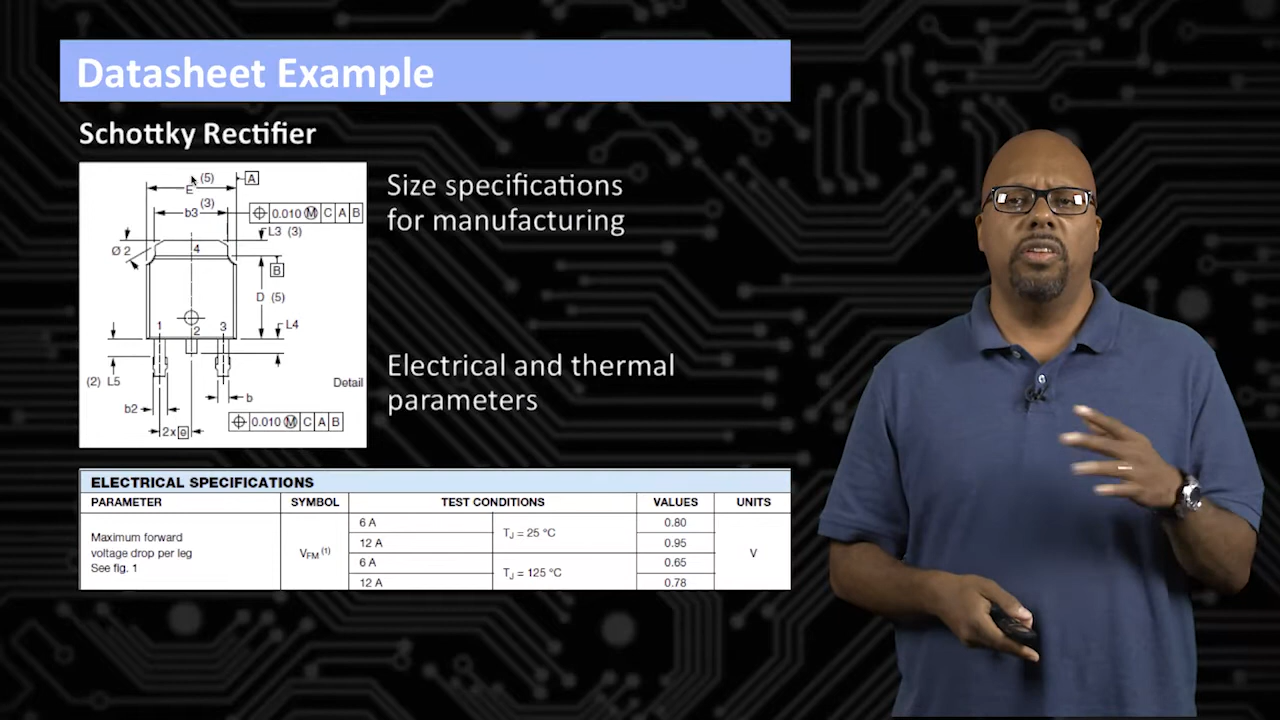 Datasheet Example
Schottky Rectifier
(5)
E
A
(3)
b3
0.010 Ⓜ C A B
L3 (3)
Ø 2
4
B
D (5)
1 2 3
L4
(2) L5
Detail
b2
b
0.010 Ⓜ C A B
2x
Size specifications
for manufacturing
Electrical and thermal
parameters
ELECTRICAL SPECIFICATIONS
PARAMETER SYMBOL TEST CONDITIONS VALUES UNITS
Maximum forward
voltage drop per leg
See fig. 1
VFM (1)
6 A TJ = 25 °C 0.80 V
12 A 0.95
6 A TJ = 125 °C 0.65
12 A 0.78